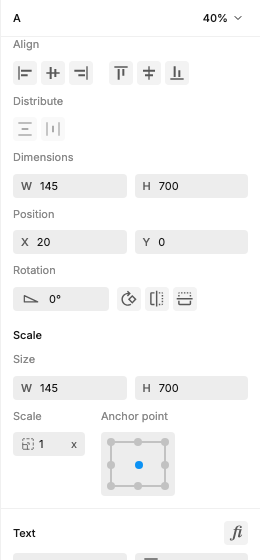 A 40%
Align
Distribute
Dimensions
W 145 H 700
Position
X 20 Y 0
Rotation
0°
Scale
Size
W 145 H 700
Scale Anchor point
1 x
Text fi